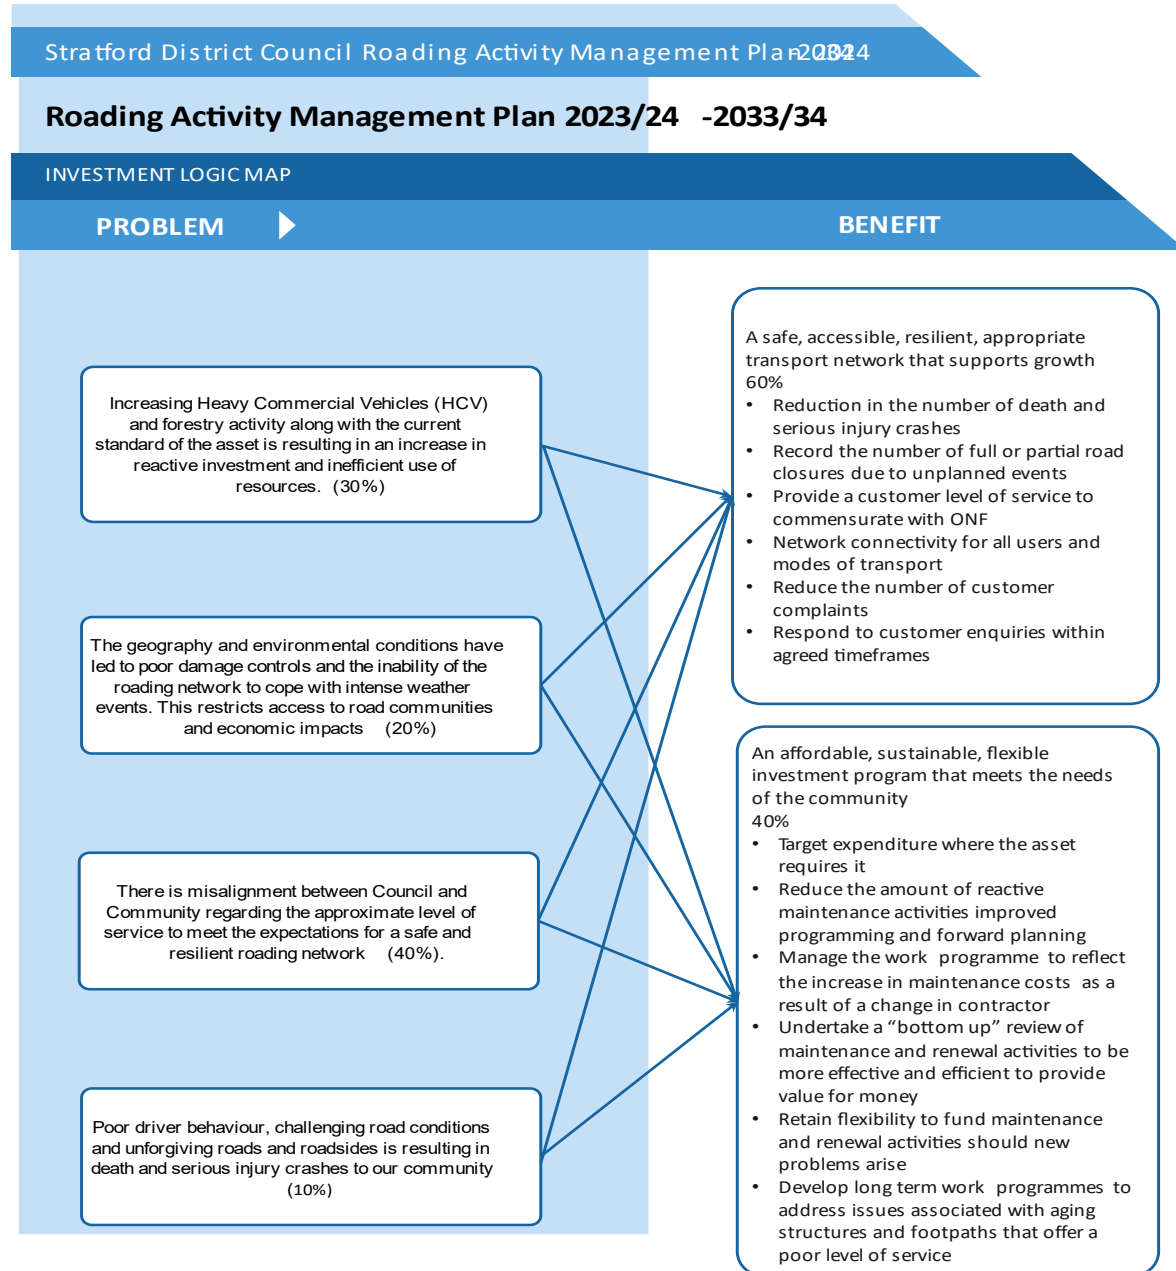 Stratford District Council Roading Activity Management Plan 2024
Roading Activity Management Plan 2023/24 -2033/34
INVESTMENT LOGIC MAP
PROBLEM
BENEFIT
Increasing Heavy Commercial Vehicles (HCV)
and forestry activity along with the current
standard of the asset is resulting in an increase in
reactive investment and inefficient use of
resources. (30%)
The geography and environmental conditions have
led to poor damage controls and the inability of the
roading network to cope with intense weather
events. This restricts access to road communities
and economic impacts (20%)
There is misalignment between Council and
Community regarding the approximate level of
service to meet the expectations for a safe and
resilient roading network (40%).
Poor driver behaviour, challenging road conditions
and unforgiving roads and roadsides is resulting in
death and serious injury crashes to our community
(10%)
A safe, accessible, resilient, appropriate
transport network that supports growth
60%
• Reduction in the number of death and
serious injury crashes
• Record the number of full or partial road
closures due to unplanned events
• Provide a customer level of service to
commensurate with ONF
• Network connectivity for all users and
modes of transport
• Reduce the number of customer
complaints
• Respond to customer enquiries within
agreed timeframes
An affordable, sustainable, flexible
investment program that meets the needs
of the community
40%
• Target expenditure where the asset
requires it
• Reduce the amount of reactive
maintenance activities improved
programming and forward planning
• Manage the work programme to reflect
the increase in maintenance costs as a
result of a change in contractor
• Undertake a “bottom up” review of
maintenance and renewal activities to be
more effective and efficient to provide
value for money
• Retain flexibility to fund maintenance
and renewal activities should new
problems arise
• Develop long term work programmes to
address issues associated with aging
structures and footpaths that offer a
poor level of service